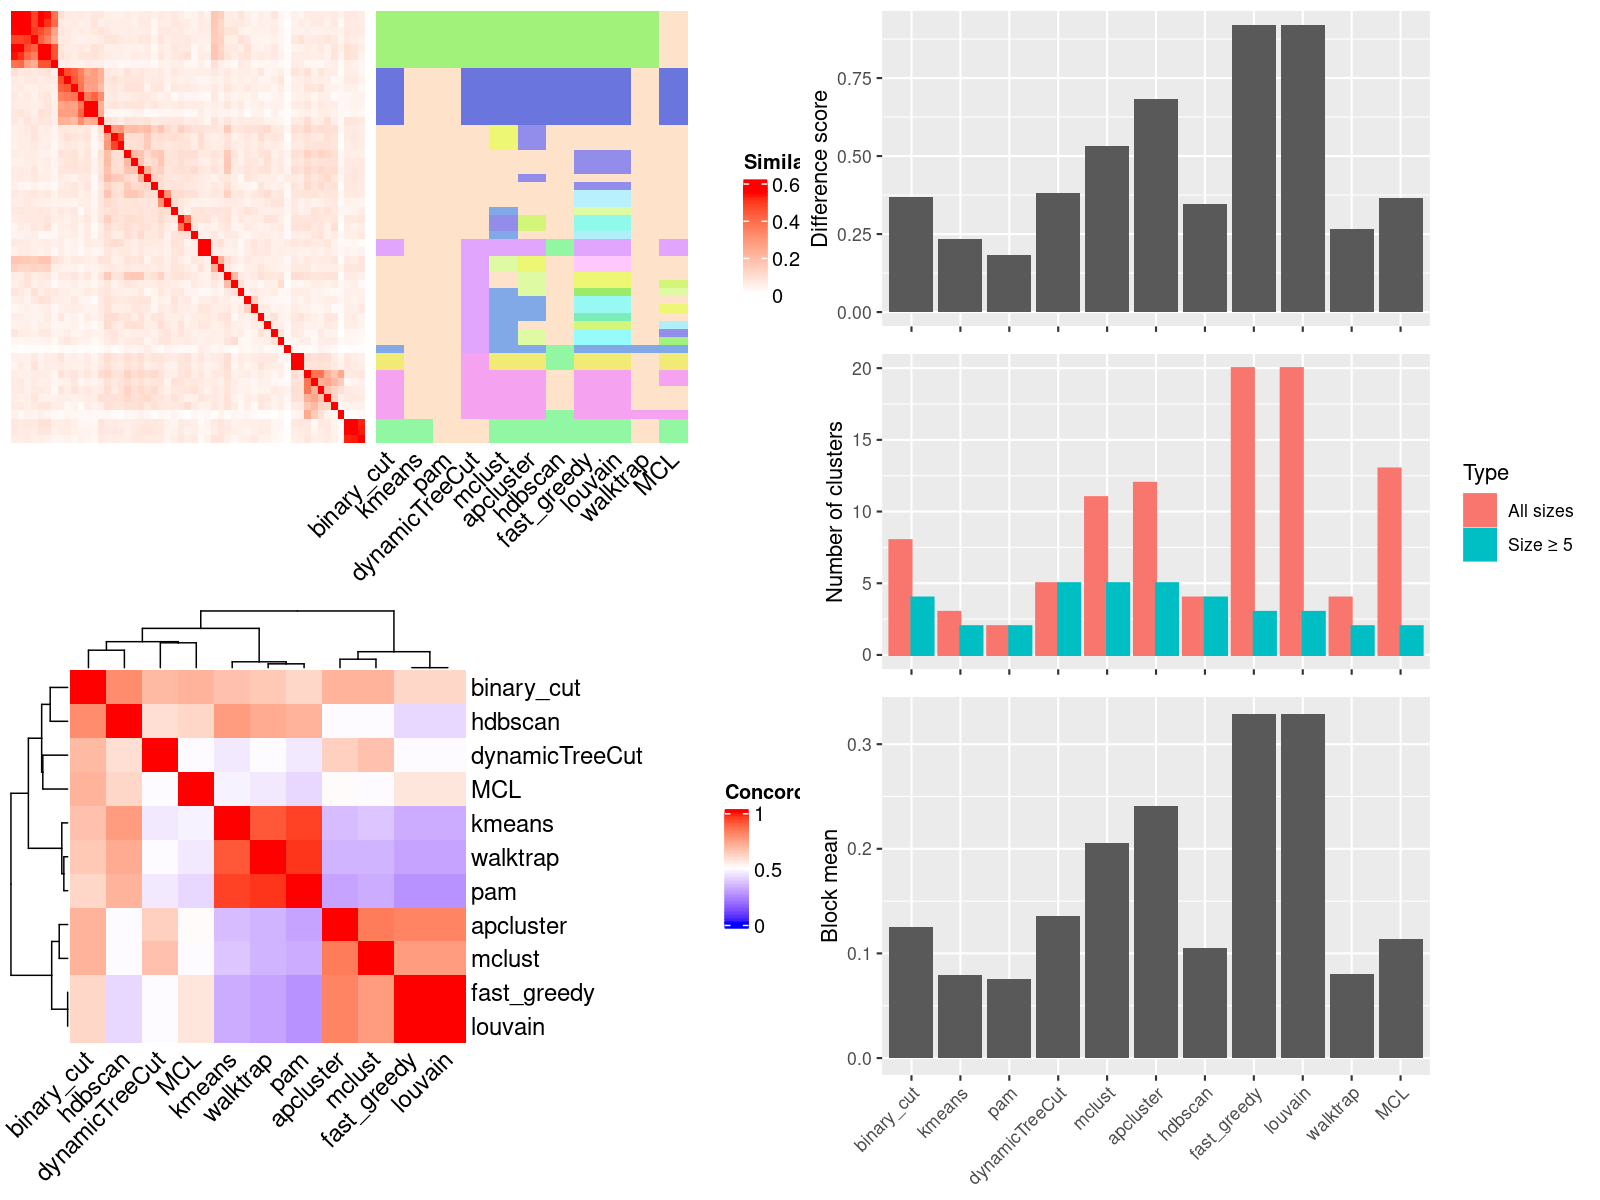 Simila
0.6
0.4
0.2
0
binary_cut
kmeans
pam
dynamicTreeCut
mclust
apcluster
hdbscan
fast_greedy
louvain
walktrap
MCL
Difference score
0.75
0.50
0.25
0.00
Number of clusters
20
15
10
5
0
Type
All sizes
Size ≥ 5
binary_cut
hdbscan
dynamicTreeCut
MCL
kmeans
walktrap
pam
apcluster
mclust
fast_greedy
louvain
Concord
1
0.5
0
binary_cut
hdbscan
dynamicTreeCut
MCL
kmeans
walktrap
pam
apcluster
mclust
fast_greedy
louvain
Block mean
0.3
0.2
0.1
0.0
binary_cut
kmeans
pam
dynamicTreeCut
mclust
apcluster
hdbscan
fast_greedy
louvain
walktrap
MCL